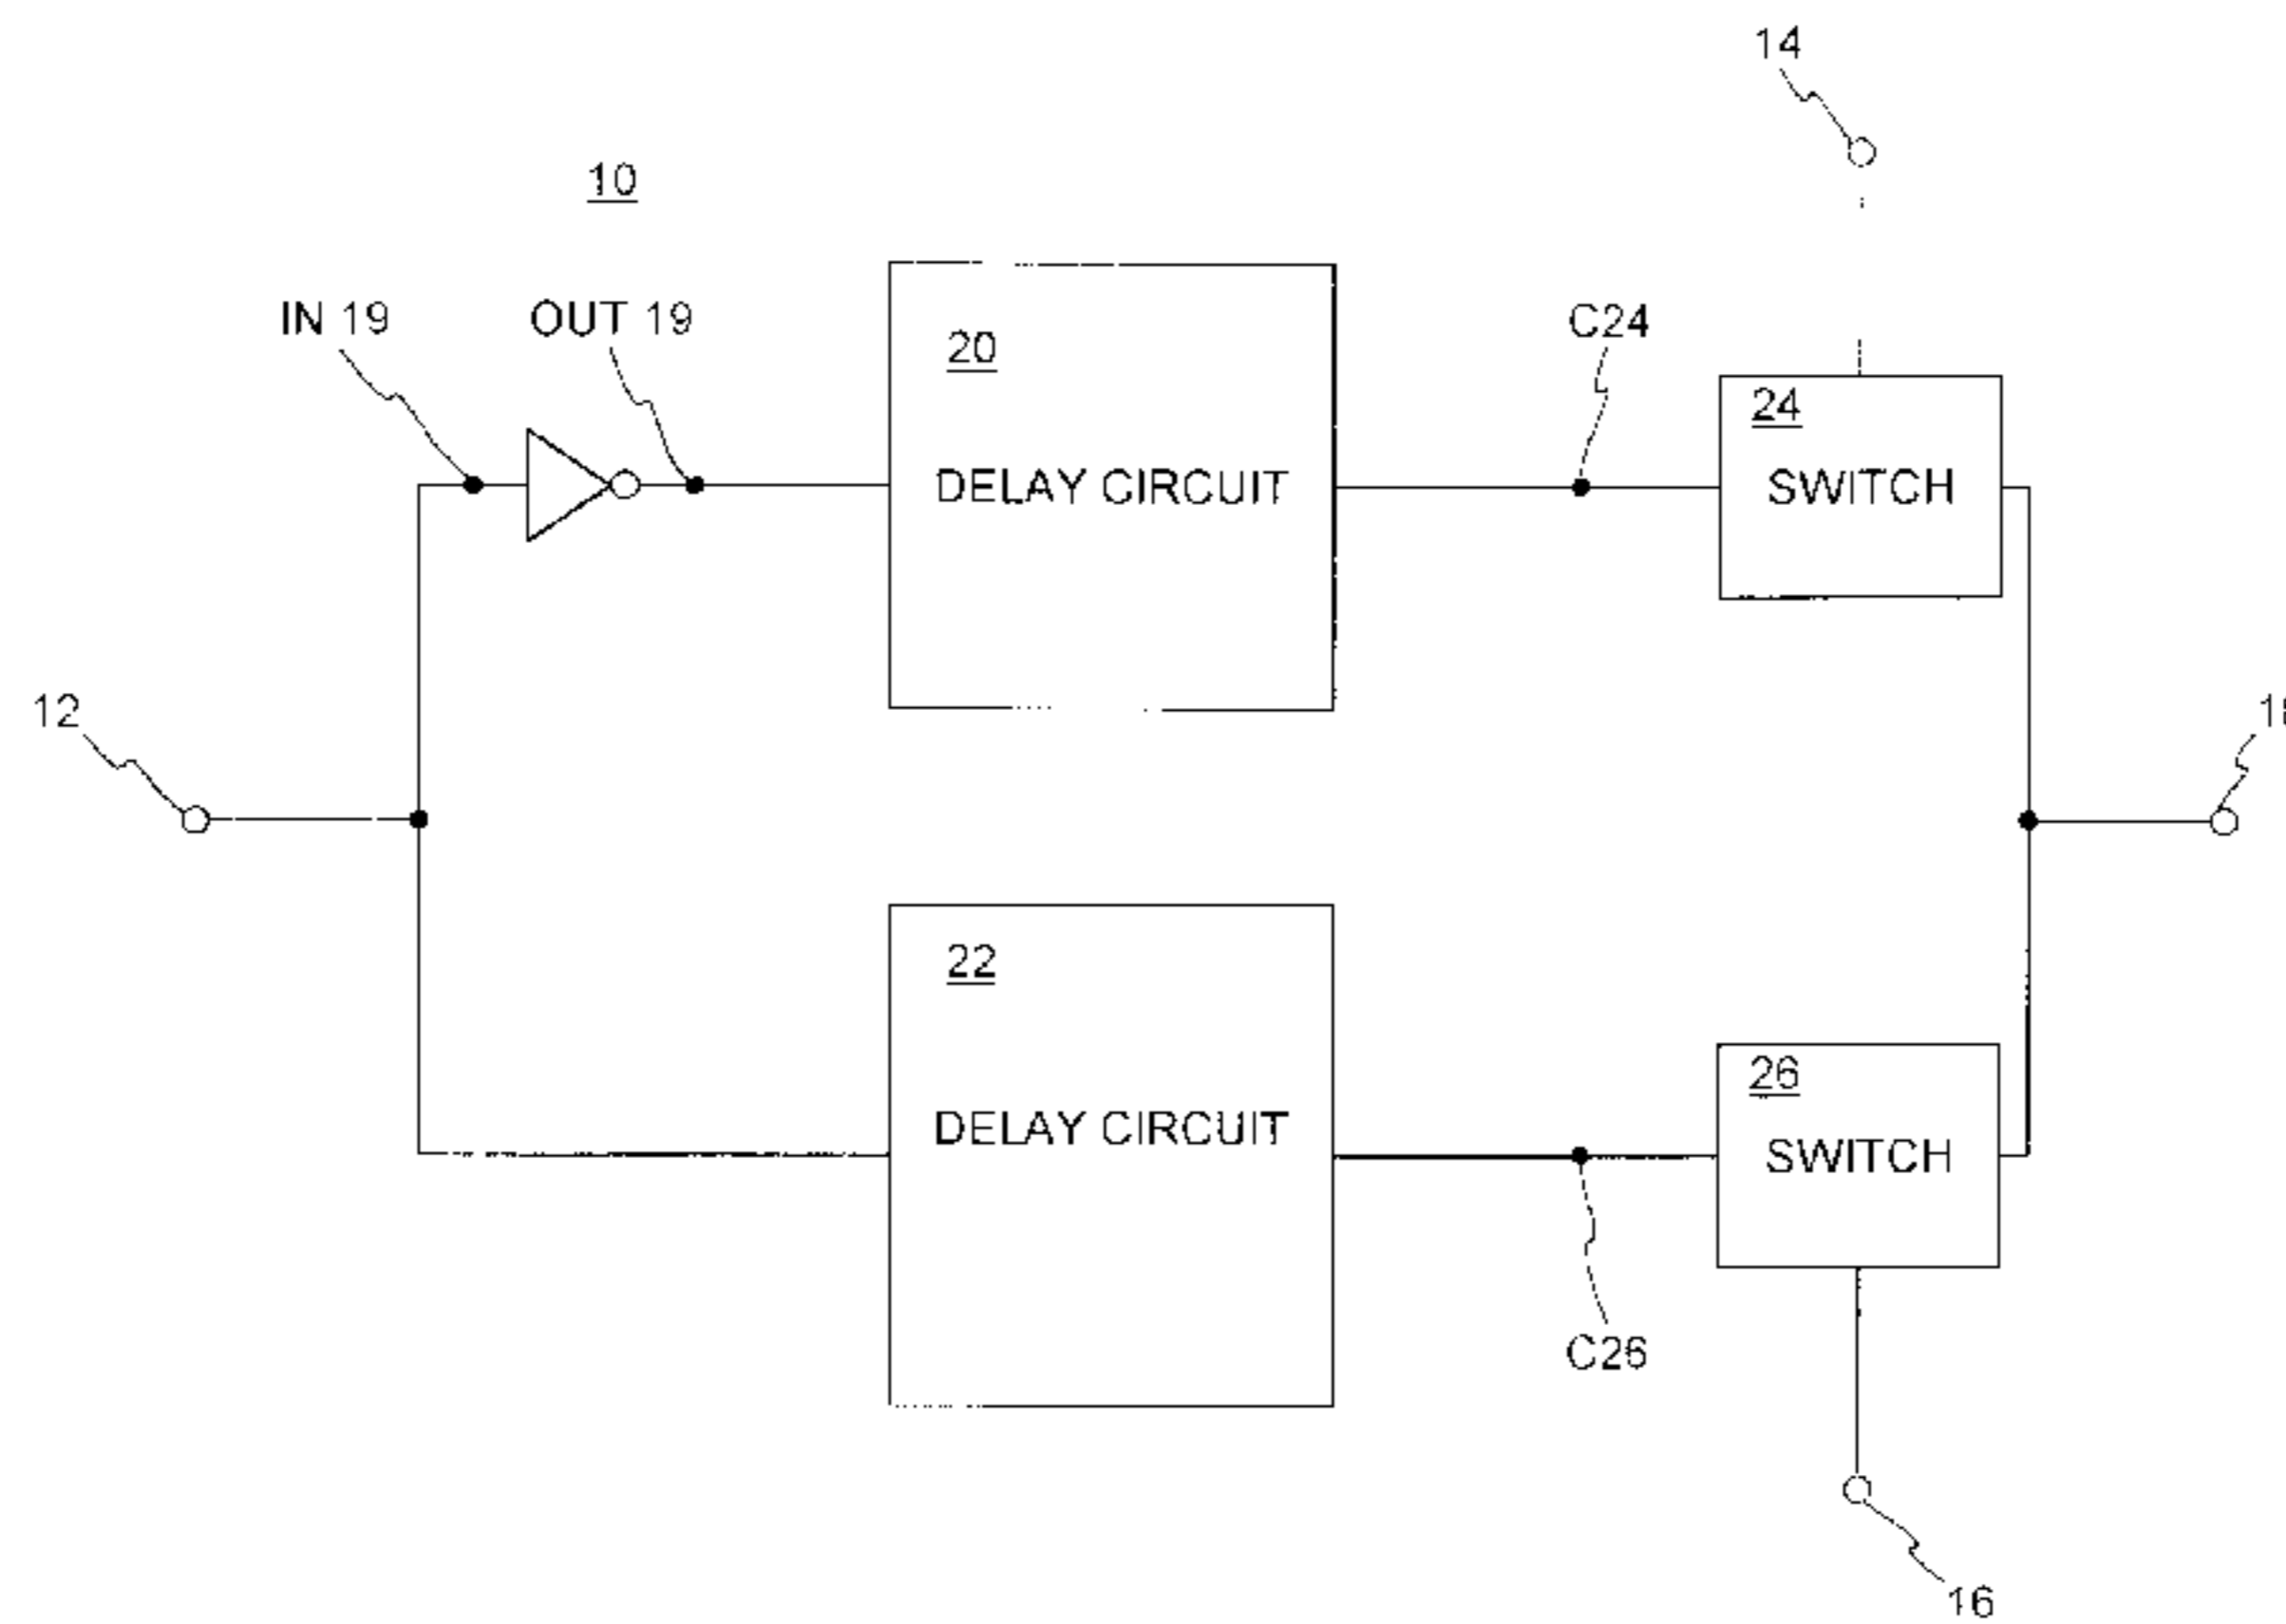 14
10
IN 19
OUT 19
20
C24
24
DELAY CIRCUIT
SWITCH
12
22
26
DELAY CIRCUIT
SWITCH
C26
16